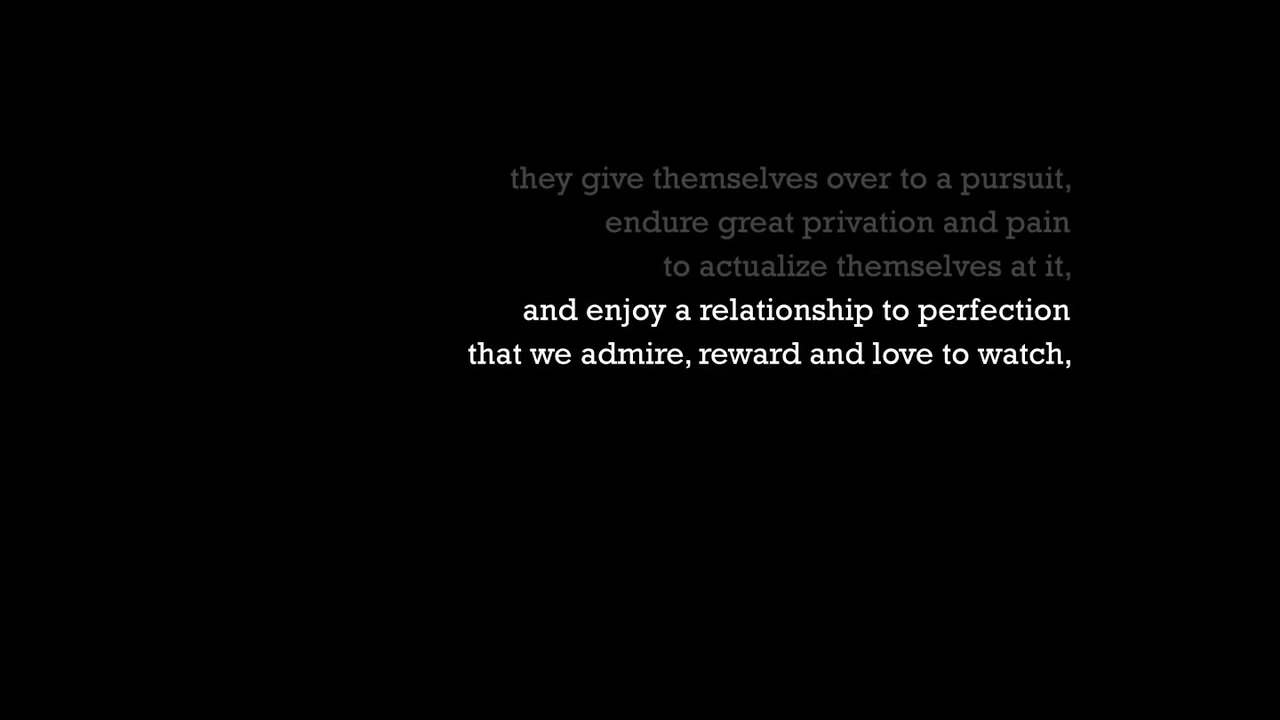 they give themselves over to a pursuit,
endure great privation and pain
to actualize themselves at it,
and enjoy a relationship to perfection
that we admire, reward and love to watch,